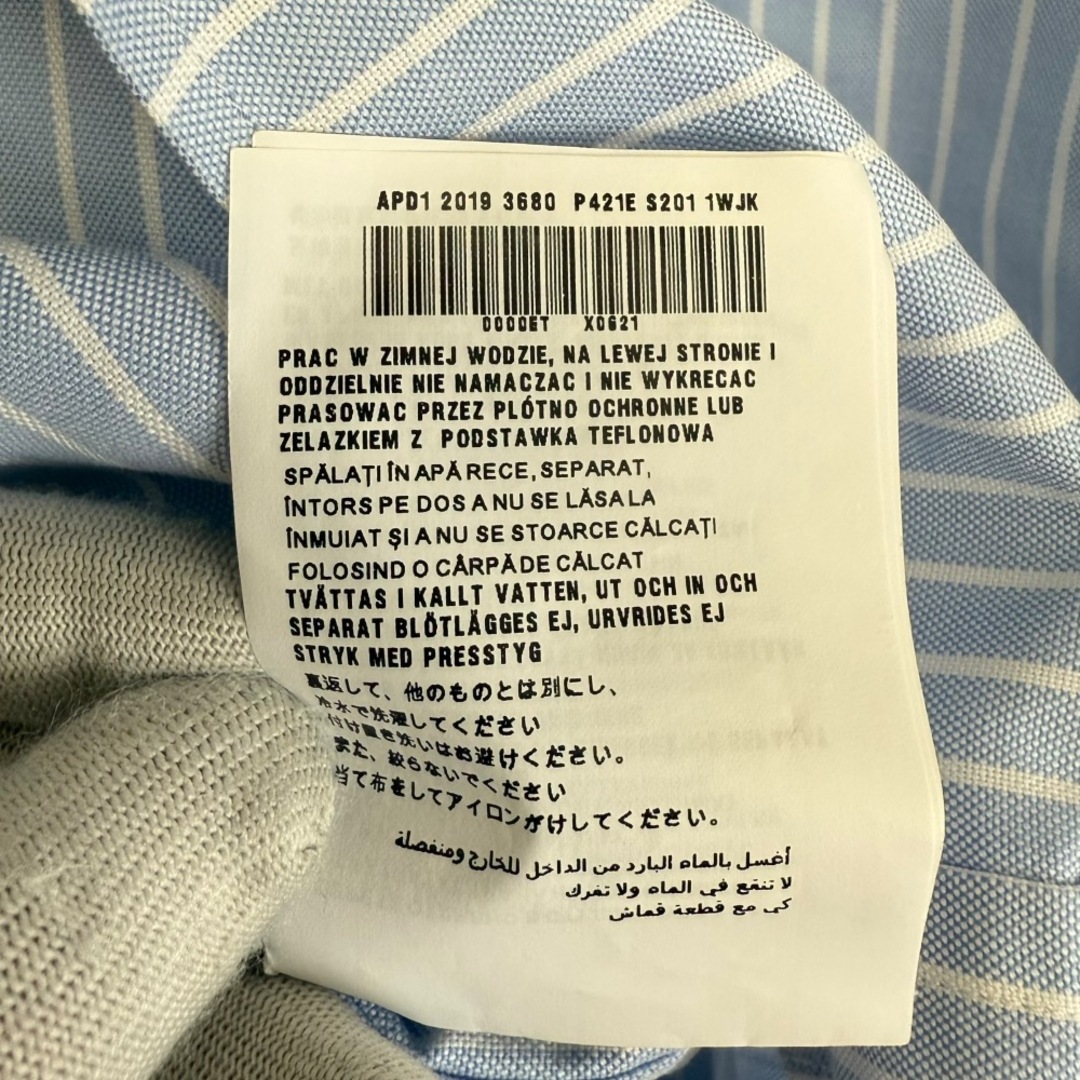 APD1 2019 3680 P421E S201 1WJK
0000ET X0621
PRAC W ZIMNEJ WODZIE, NA LEWEJ STRONIE I
ODDZIELNIE NIE NAMACZAC I NIE WYKRECAC
PRASOWAC PRZEZ PLÓTNO OCHRONNE LUB
ZELAZKIEM Z PODSTAWKA TEFLONOWA
SPĂLAȚI ÎN APĂ RECE, SEPARAT,
ÎNTORS PE DOS A NU SE LĂSA LA
ÎNMUIAT ȘI A NU SE STOARCE CĂLCAȚI
FOLOSIND O CÂRPĂ DE CĂLCAT
TVÄTTAS I KALLT VATTEN, UT OCH IN OCH
SEPARAT BLÖTLÄGGES EJ, URVRIDES EJ
STRYK MED PRESSTYG
裏返して、他のものとは別にし、
冷水で洗濯してください
付け置き洗いはお避けください。
また、絞らないでください
当て布をしてアイロンがけしてください。
أغسل بالماء البارد من الداخل للخارج ومنفصلة
لا تنقع في الماء ولا تفرك
كي مع قطعة قماش